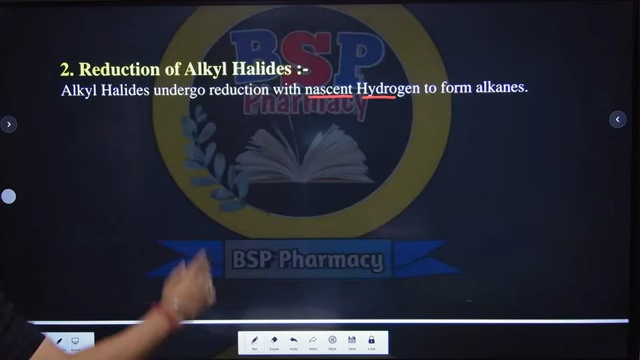 2. Reduction of Alkyl Halides :-
Alkyl Halides undergo reduction with nascent Hydrogen to form alkanes.
BSP
Pharmacy
BSP Pharmacy